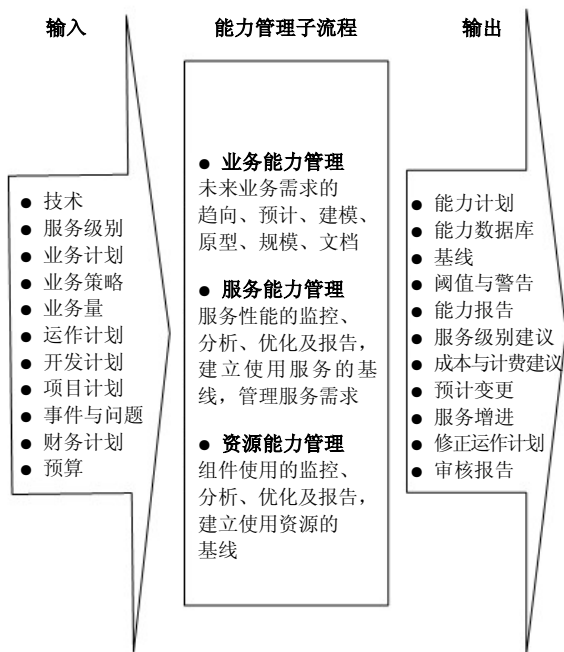 输入
● 技术
● 服务级别
● 业务计划
● 业务策略
● 业务量
● 运作计划
● 开发计划
● 项目计划
● 事件与问题
● 财务计划
● 预算
能力管理子流程
● 业务能力管理
未来业务需求的
趋向、预计、建模、
原型、规模、文档
● 服务能力管理
服务性能的监控、
分析、优化及报告，
建立使用服务的基
线，管理服务需求
● 资源能力管理
组件使用的监控、
分析、优化及报告，
建立使用资源的
基线
输出
● 能力计划
● 能力数据库
● 基线
● 阈值与警告
● 能力报告
● 服务级别建议
● 成本与计费建议
● 预计变更
● 服务增进
● 修正运作计划
● 审核报告